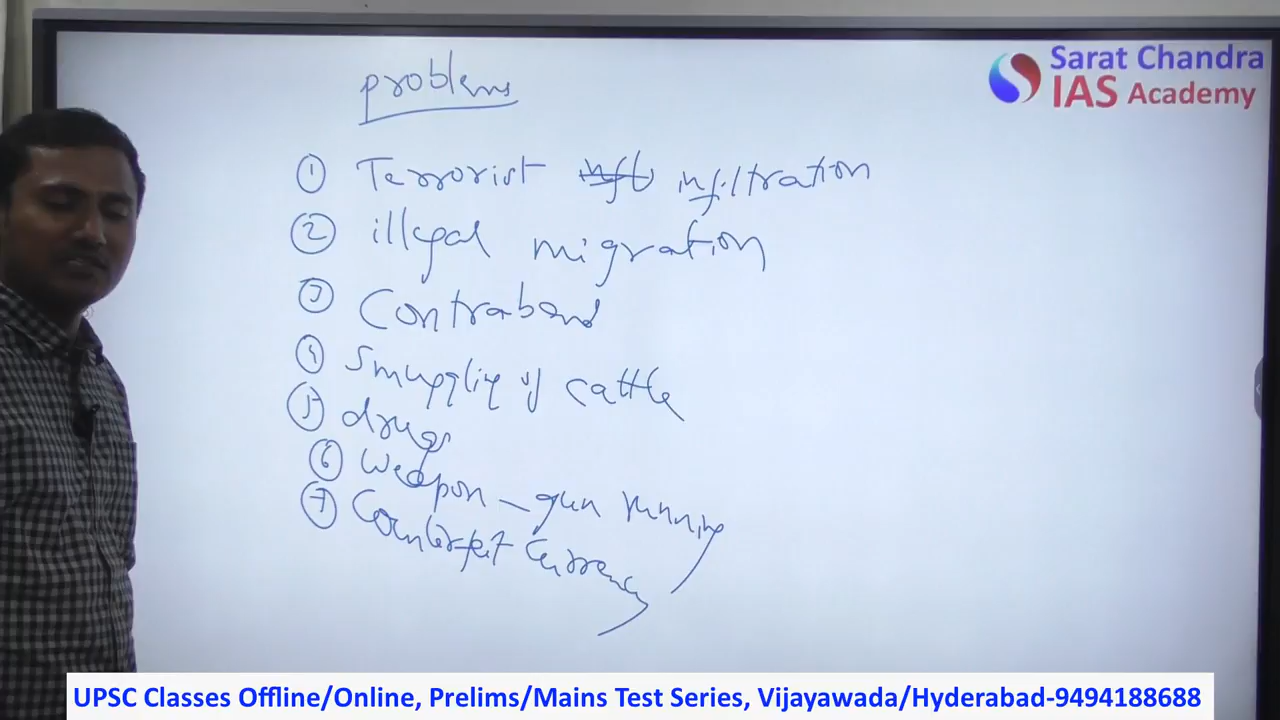 Sarat Chandra
IAS Academy
problems
① Terrorist infiltration
② illegal migration
③ Contraband
④ Smuggling of cattle
⑤ drugs
⑥ Weapon - gun running
⑦ Counterfeit Currency
UPSC Classes Offline/Online, Prelims/Mains Test Series, Vijayawada/Hyderabad-9494188688